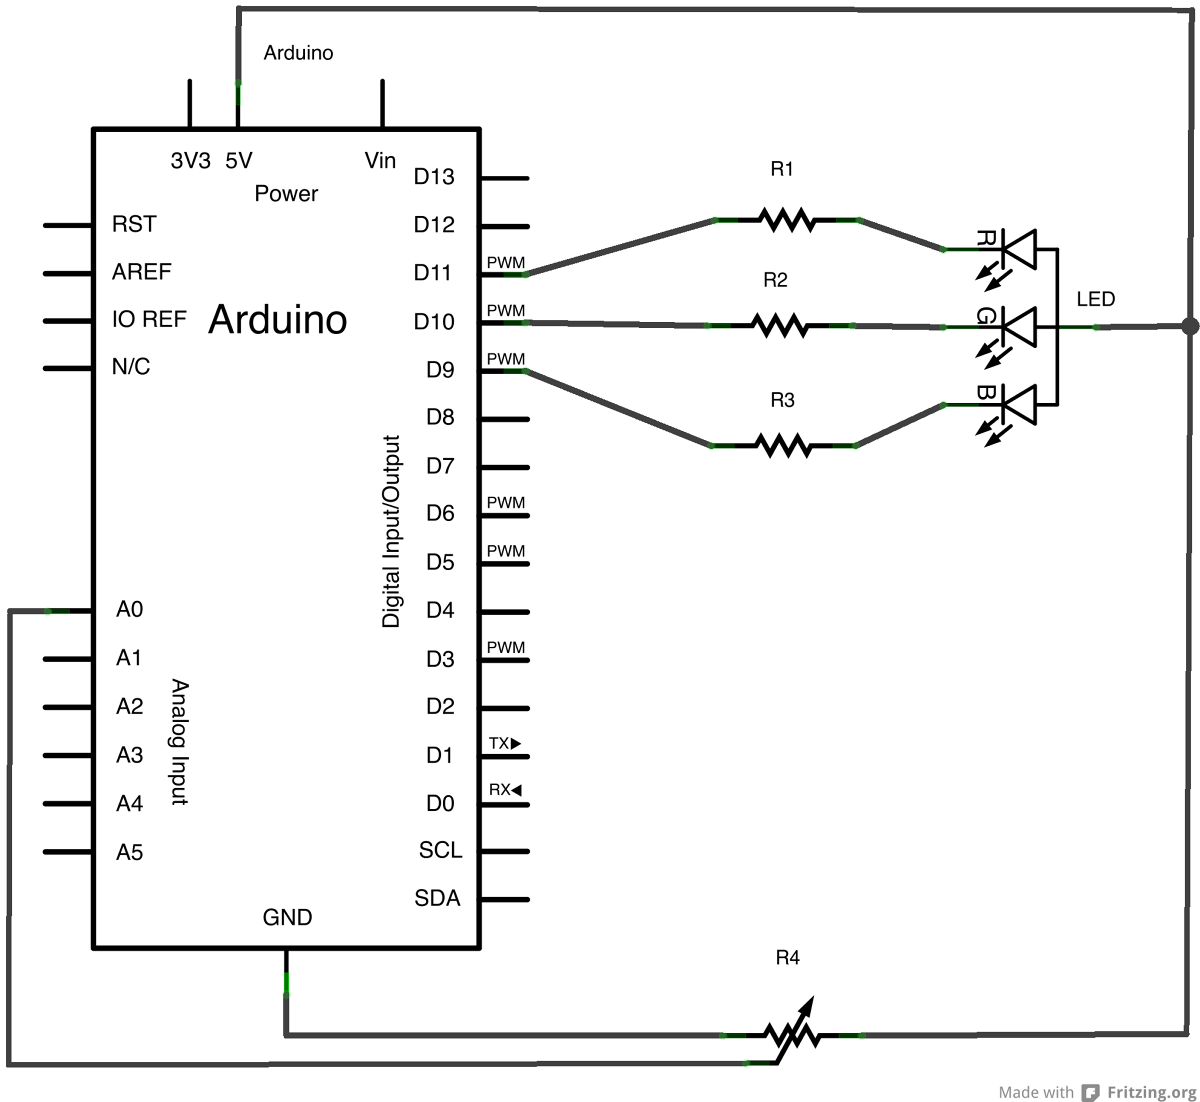 Arduino
3V3 5V Vin
Power
D13
RST
D12
AREF
D11 PWM
IO REF
Arduino
D10 PWM
N/C
D9 PWM
D8
D7
D6 PWM
D5 PWM
Digital Input/Output
A0
D4
A1
D3 PWM
A2
D2
Analog Input
A3
D1 TX
A4
D0 RX
A5
SCL
SDA
GND
R1
R
R2
G
LED
R3
B
R4
Made with Fritzing.org